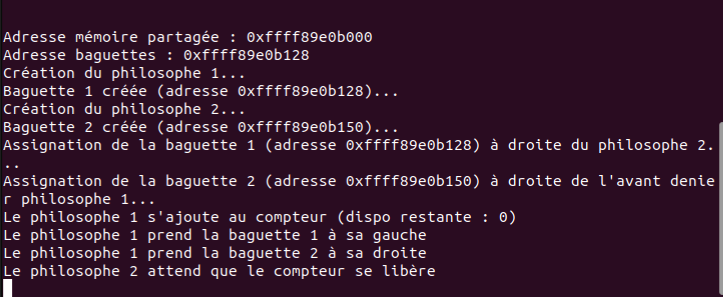 Adresse mémoire partagée : 0xffff89e0b000
Adresse baguettes : 0xffff89e0b128
Création du philosophe 1...
Baguette 1 créée (adresse 0xffff89e0b128)...
Création du philosophe 2...
Baguette 2 créée (adresse 0xffff89e0b150)...
Assignation de la baguette 1 (adresse 0xffff89e0b128) à droite du philosophe 2.
..
Assignation de la baguette 2 (adresse 0xffff89e0b150) à droite de l'avant denie
r philosophe 1...
Le philosophe 1 s'ajoute au compteur (dispo restante : 0)
Le philosophe 1 prend la baguette 1 à sa gauche
Le philosophe 1 prend la baguette 2 à sa droite
Le philosophe 2 attend que le compteur se libère